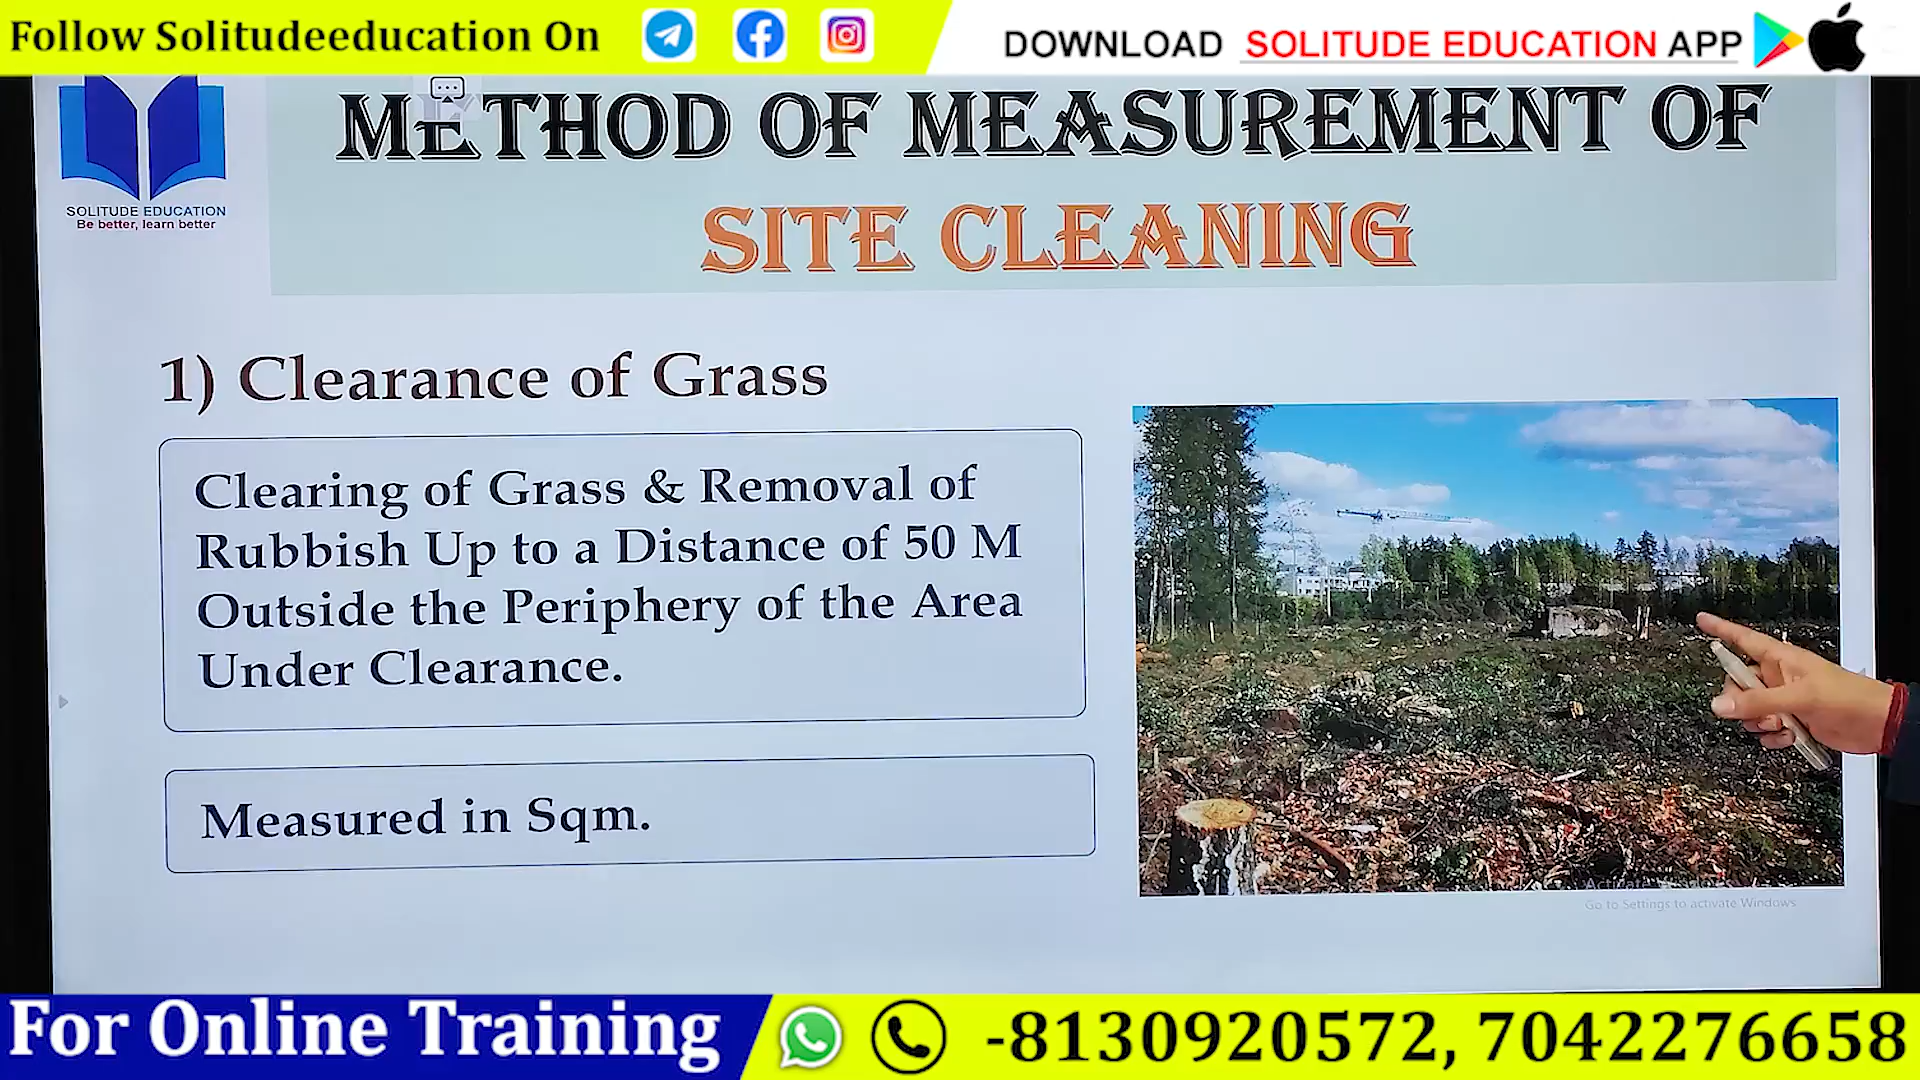 Follow Solitudeeducation On
DOWNLOAD SOLITUDE EDUCATION APP
SOLITUDE EDUCATION
Be better, learn better
METHOD OF MEASUREMENT OF
SITE CLEANING
1) Clearance of Grass
Clearing of Grass & Removal of
Rubbish Up to a Distance of 50 M
Outside the Periphery of the Area
Under Clearance.
Measured in Sqm.
Go to Settings to activate Windows
For Online Training
-8130920572, 7042276658